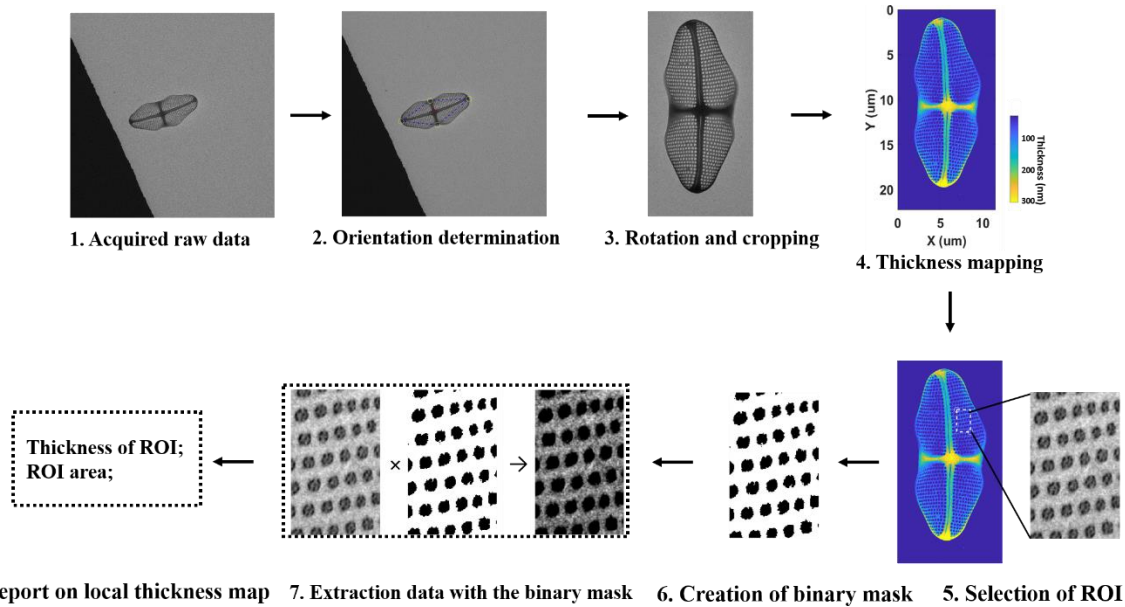 0
5
10
15
20
Y (um)
0
5
10
X (um)
100
200
300
Thickness (nm)
1. Acquired raw data
2. Orientation determination
3. Rotation and cropping
4. Thickness mapping
Thickness of ROI;
ROI area;
×
eport on local thickness map
7. Extraction data with the binary mask
6. Creation of binary mask
5. Selection of ROI